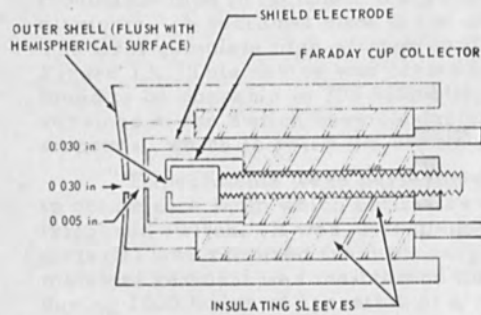 SHIELD ELECTRODE
OUTER SHELL (FLUSH WITH
HEMISPHERICAL SURFACE)
FARADAY CUP COLLECTOR
0.030 in
0.030 in
0.005 in
INSULATING SLEEVES